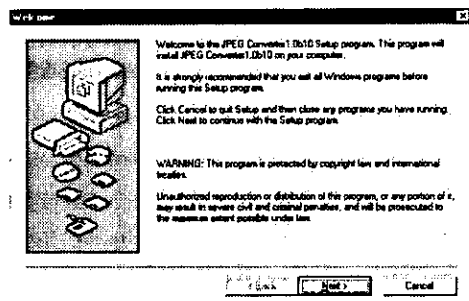 Welcome
Welcome to the JPEG Converter1.0b10 Setup program. This program will
install JPEG Converter1.0b10 on your computer.
It is strongly recommended that you exit all Windows programs before
running this Setup program.
Click Cancel to quit Setup and then close any programs you have running.
Click Next to continue with the Setup program.
WARNING: This program is protected by copyright law and international
treaties.
Unauthorized reproduction or distribution of this program, or any portion of it,
may result in severe civil and criminal penalties, and will be prosecuted to
the maximum extent possible under law.
< Back
Next >
Cancel